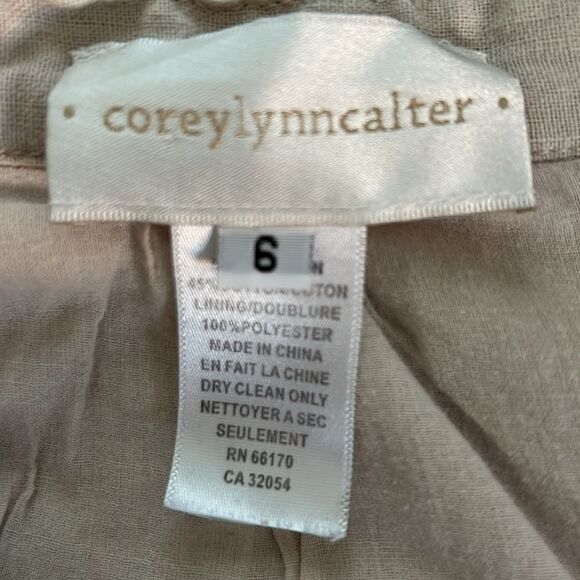 • coreylynncalter •
6
N
45% COTTON/COTON
LINING/DOUBLURE
100%POLYESTER
MADE IN CHINA
EN FAIT LA CHINE
DRY CLEAN ONLY
NETTOYER A SEC
SEULEMENT
RN 66170
CA 32054